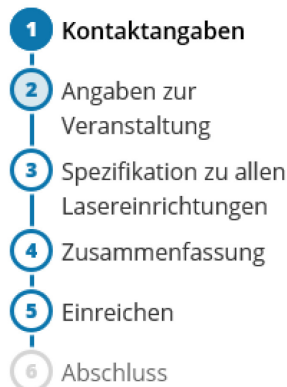 1 Kontaktangaben
2 Angaben zur
Veranstaltung
3 Spezifikation zu allen
Lasereinrichtungen
4 Zusammenfassung
5 Einreichen
6 Abschluss